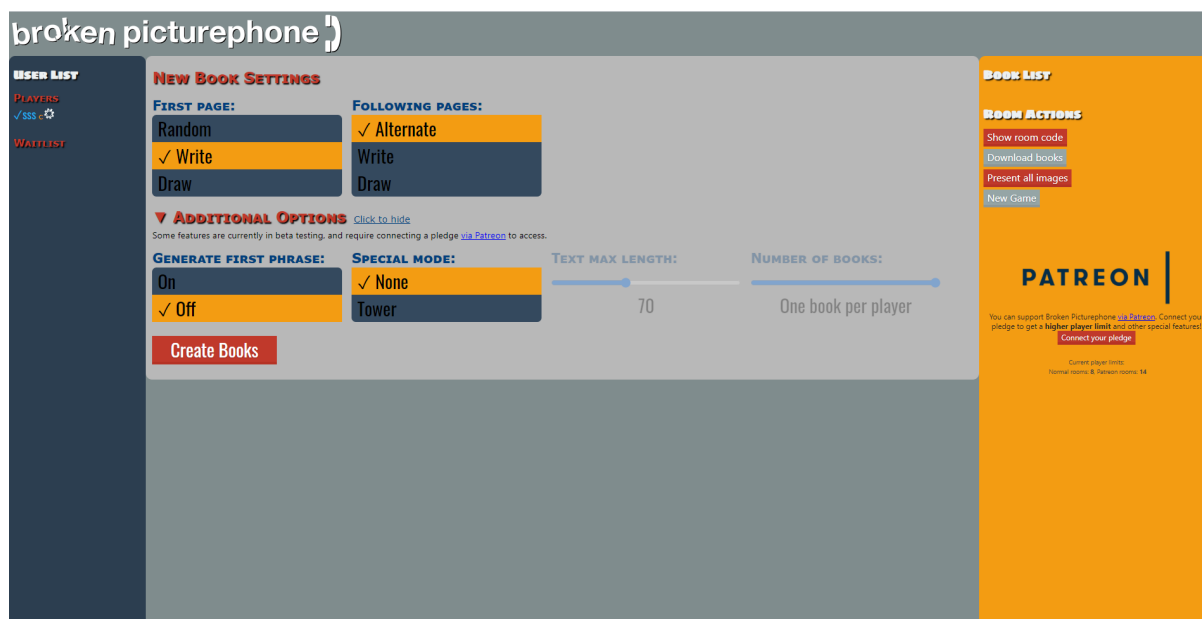 broken picturephone
User List
Players
✓sss c
Waitlist
New Book Settings
First page:
Random
✓ Write
Draw
Following pages:
✓ Alternate
Write
Draw
▼ Additional Options Click to hide
Some features are currently in beta testing, and require connecting a pledge via Patreon to access.
Generate first phrase:
On
✓ Off
Special mode:
✓ None
Tower
Text max length:
70
Number of books:
One book per player
Create Books
Book List
Room Actions
Show room code
Download books
Present all images
New Game
PATREON
You can support Broken Picturephone via Patreon. Connect your
pledge to get a higher player limit and other special features!
Connect your pledge
Current player limits:
Normal rooms: 8 Patreon rooms: 14